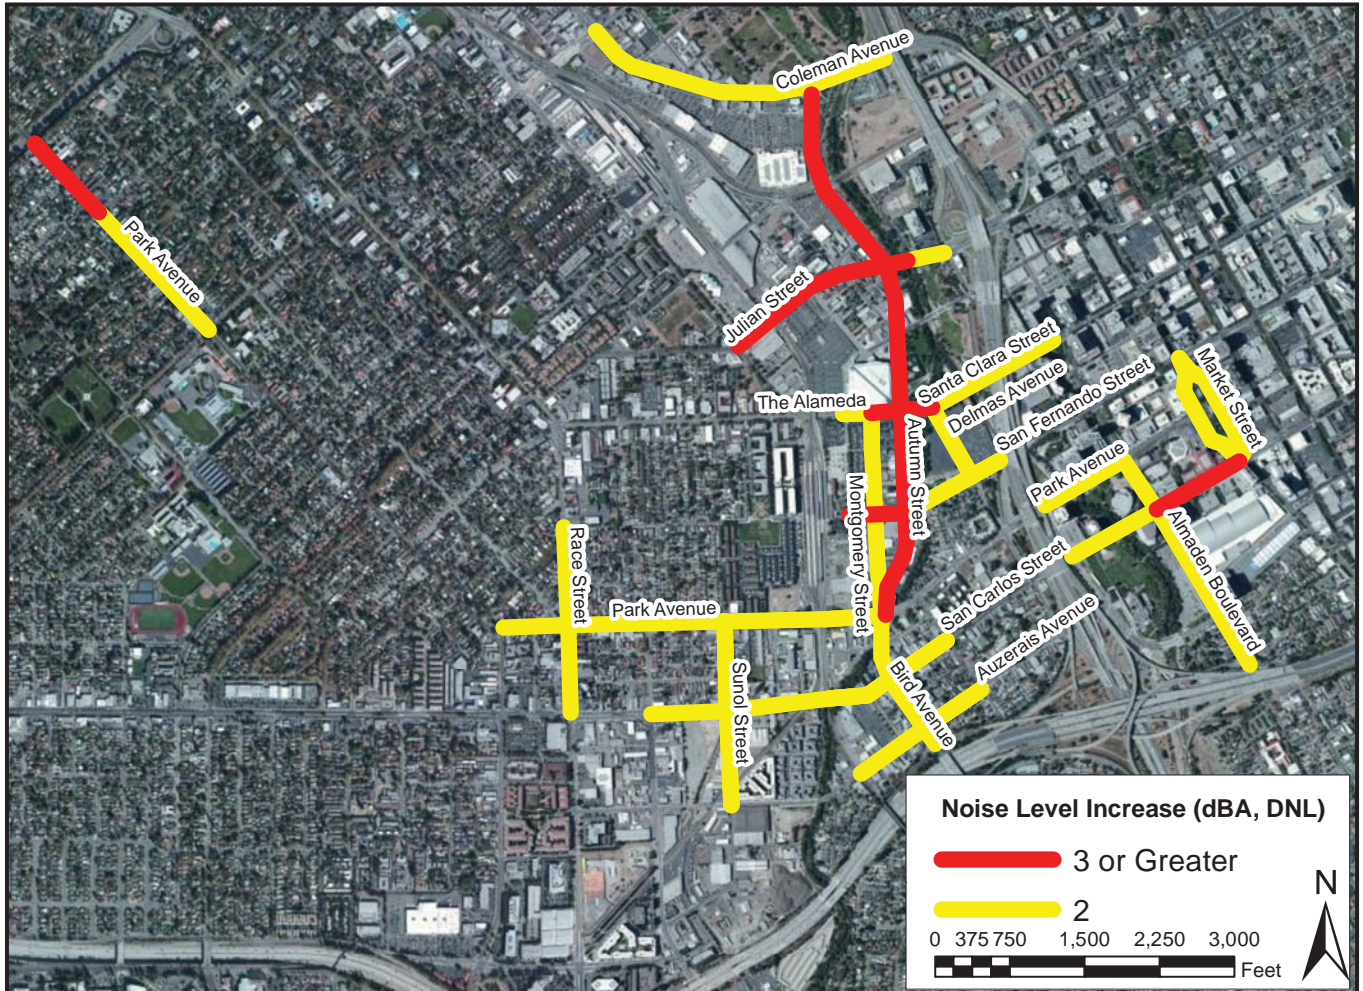 Coleman Avenue
Park Avenue
Julian Street
Santa Clara Street
The Alameda
Delmas Avenue
San Fernando Street
Market Street
Autumn Street
Montgomery Street
Park Avenue
Almaden Boulevard
Race Street
San Carlos Street
Park Avenue
Auzerais Avenue
Sunol Street
Bird Avenue
Noise Level Increase (dBA, DNL)
3 or Greater
2
N
0 375 750 1,500 2,250 3,000
Feet